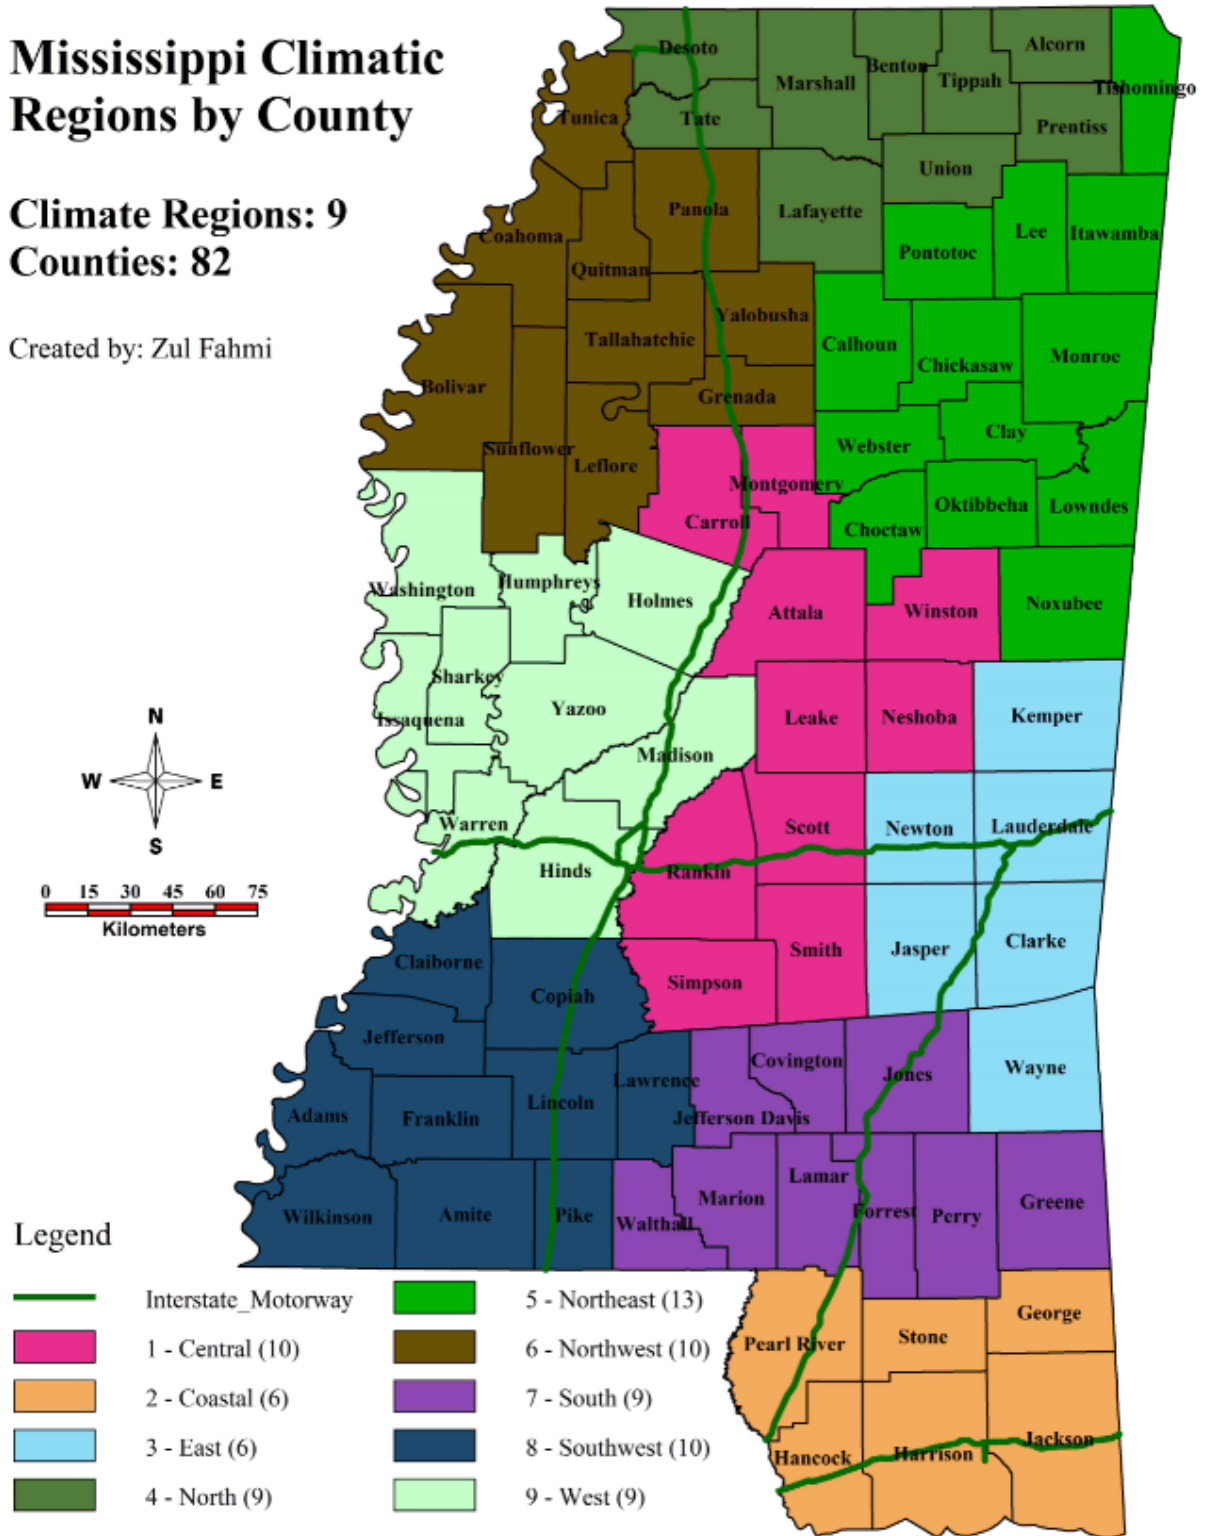 Mississippi Climatic
Regions by County
Climate Regions: 9
Counties: 82
Created by: Zul Fahmi
Desoto
Marshall
Benton
Tippah
Alcorn
Tishomingo
Tunica
Tate
Prentiss
Union
Panola
Lafayette
Coahoma
Quitman
Pontotoc
Lee
Itawamba
Tallahatchie
Yalobusha
Calhoun
Chickasaw
Monroe
Bolivar
Grenada
Sunflower
Leflore
Webster
Clay
Montgomery
Carroll
Choctaw
Oktibbeha
Lowndes
Washington
Humphreys
Holmes
Attala
Winston
Noxubee
Sharkey
Issaquena
Yazoo
Leake
Neshoba
Kemper
Madison
Warren
Hinds
Rankin
Scott
Newton
Lauderdale
Claiborne
Copiah
Simpson
Smith
Jasper
Clarke
Jefferson
Lawrence
Covington
Jones
Wayne
Adams
Franklin
Lincoln
Jefferson Davis
Wilkinson
Amite
Pike
Walthall
Marion
Lamar
Forrest
Perry
Greene
Pearl River
Stone
George
Hancock
Harrison
Jackson
N
W
E
S
0 15 30 45 60 75
Kilometers
Legend
Interstate_Motorway
1 - Central (10)
2 - Coastal (6)
3 - East (6)
4 - North (9)
5 - Northeast (13)
6 - Northwest (10)
7 - South (9)
8 - Southwest (10)
9 - West (9)